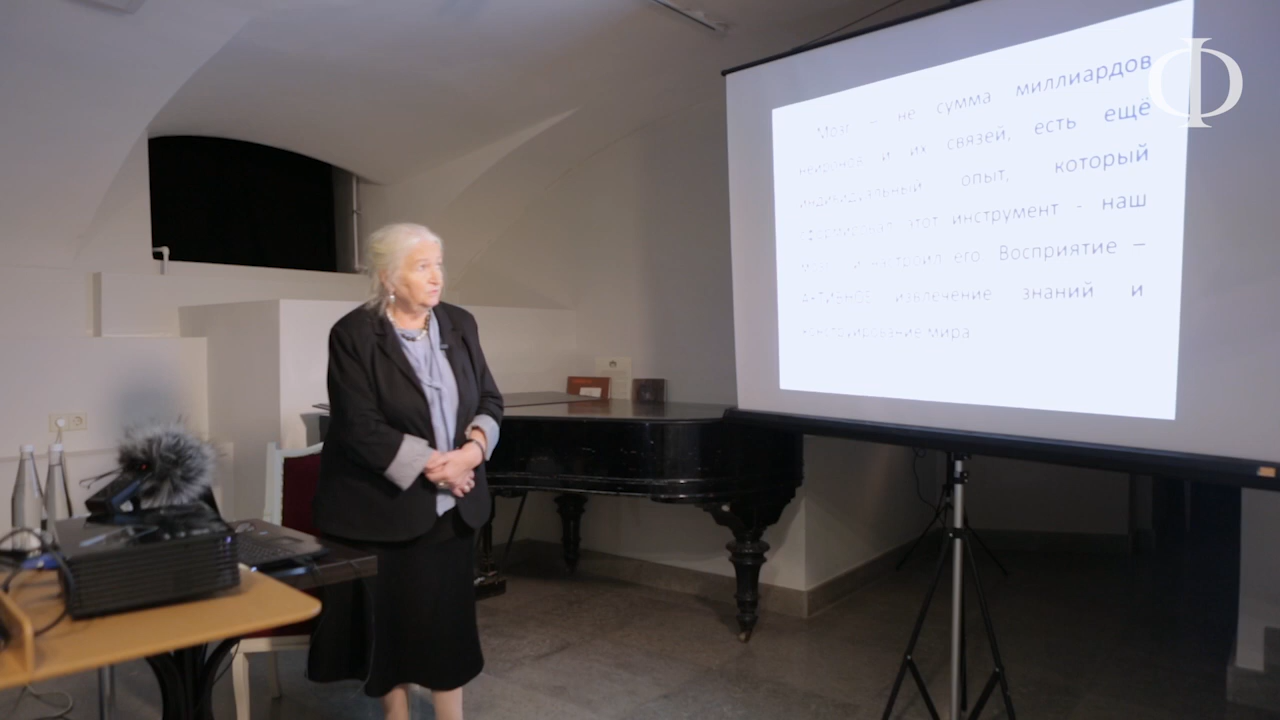 Мозг – не сумма миллиардов
нейронов и их связей, есть ещё
индивидуальный опыт, который
сформировал этот инструмент - наш
мозг и настроил его. Восприятие –
активное извлечение знаний и
конструирование мира.
Ф